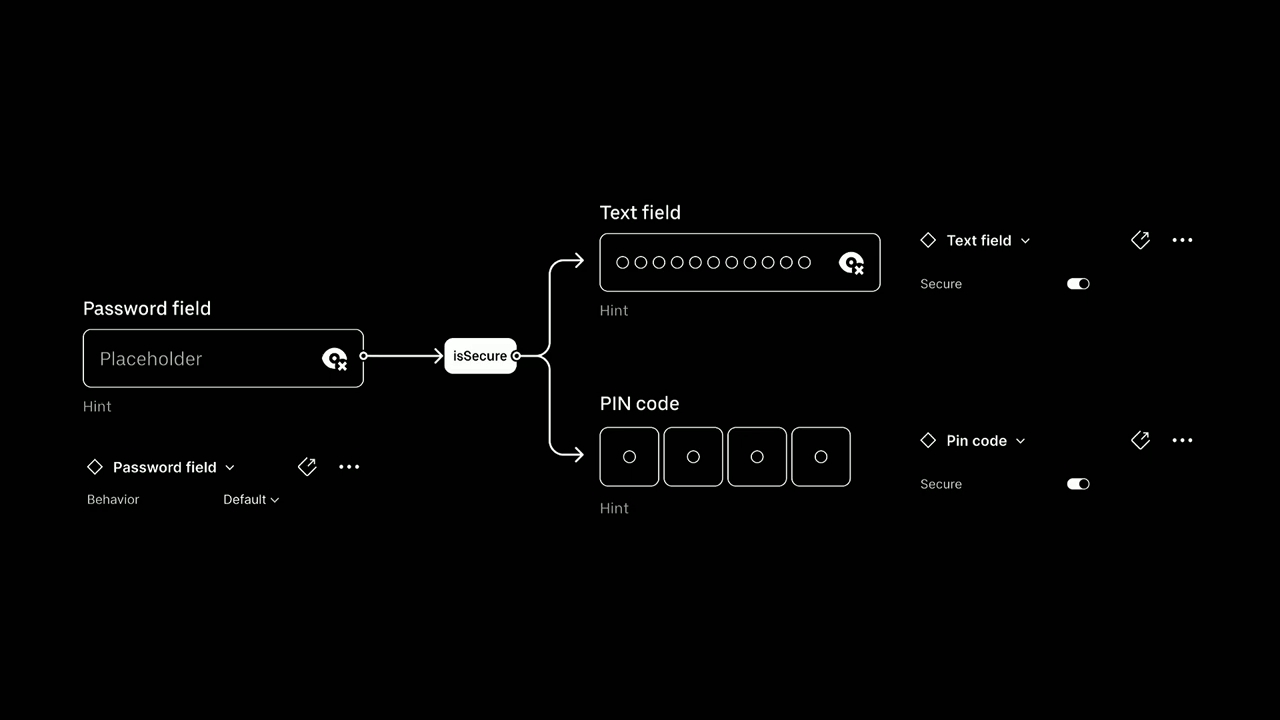 Password field
Placeholder
Hint
Password field
Behavior
Default
isSecure
Text field
Hint
Text field
Secure
PIN code
Hint
Pin code
Secure